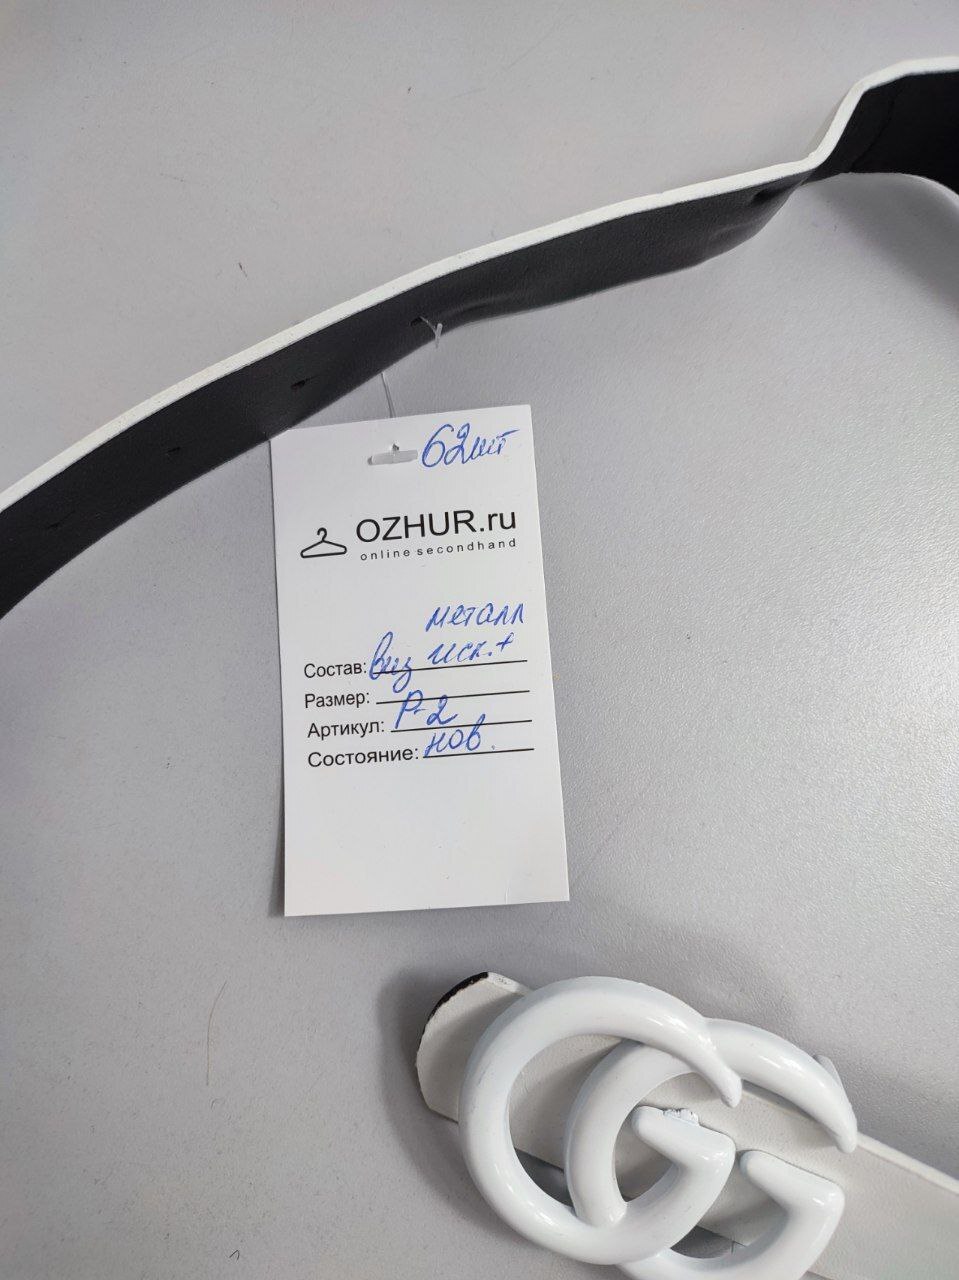 62шт
OZHUR.ru
online secondhand
металл
Состав: виз иск. +
Размер:
Артикул: Р-2
Состояние: нов.